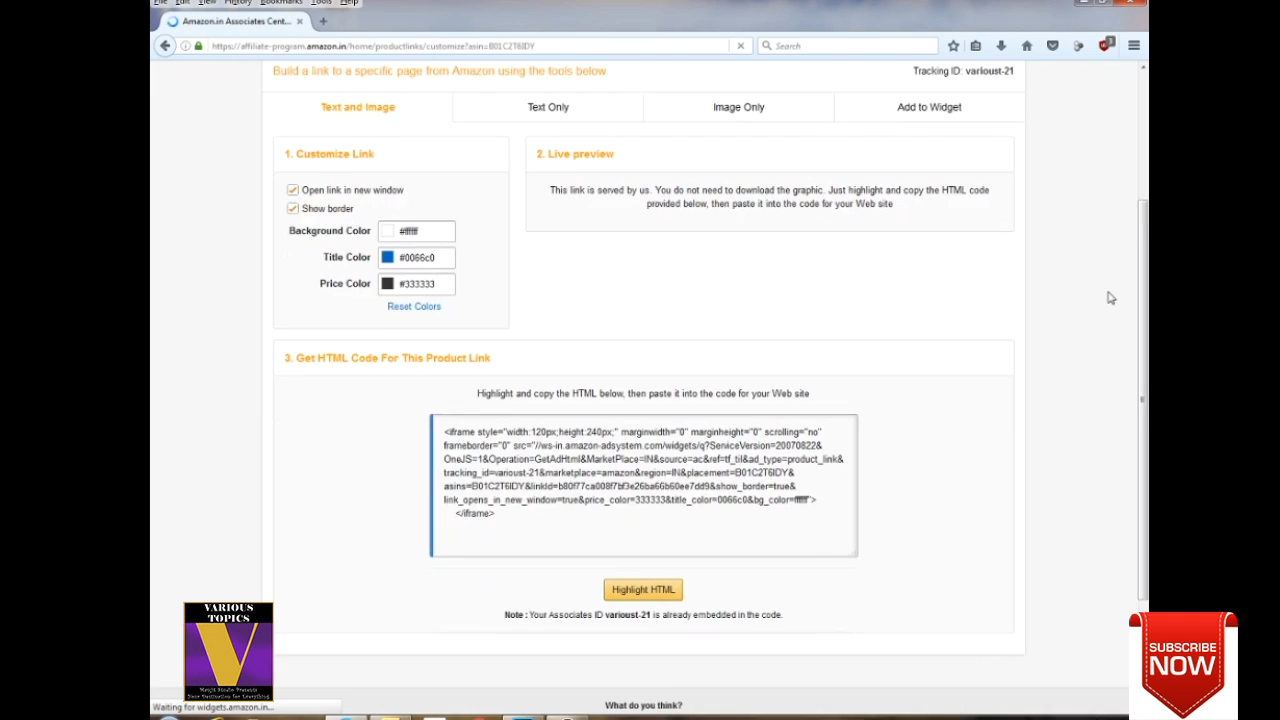 File Edit View History Bookmarks Tools Help
Amazon.in Associates Cent...
https://affiliate-program.amazon.in/home/productlinks/customize?asin=B01C2T6IDY
Search
3
Build a link to a specific page from Amazon using the tools below
Tracking ID: varioust-21
Text and Image
Text Only
Image Only
Add to Widget
1. Customize Link
Open link in new window
Show border
Background Color #ffffff
Title Color #0066c0
Price Color #333333
Reset Colors
2. Live preview
This link is served by us. You do not need to download the graphic. Just highlight and copy the HTML code
provided below, then paste it into the code for your Web site
3. Get HTML Code For This Product Link
Highlight and copy the HTML below, then paste it into the code for your Web site
<iframe style="width:120px;height:240px;" marginwidth="0" marginheight="0" scrolling="no"
frameborder="0" src="//ws-in.amazon-adsystem.com/widgets/q?ServiceVersion=20070822&
OneJS=1&Operation=GetAdHtml&MarketPlace=IN&source=ac&ref=tf_til&ad_type=product_link&
tracking_id=varioust-21&marketplace=amazon&region=IN&placement=B01C2T6IDY&
asins=B01C2T6IDY&linkId=b80f77ca008f7bf3e26ba66b60ee7dd9&show_border=true&
link_opens_in_new_window=true&price_color=333333&title_color=0066c0&bg_color=ffffff">
</iframe>
Highlight HTML
Note : Your Associates ID varioust-21 is already embedded in the code.
What do you think?
Waiting for widgets.amazon.in...
VARIOUS
TOPICS
V
Manjit Studio Presents
Your Destination for Everything
SUBSCRIBE
NOW